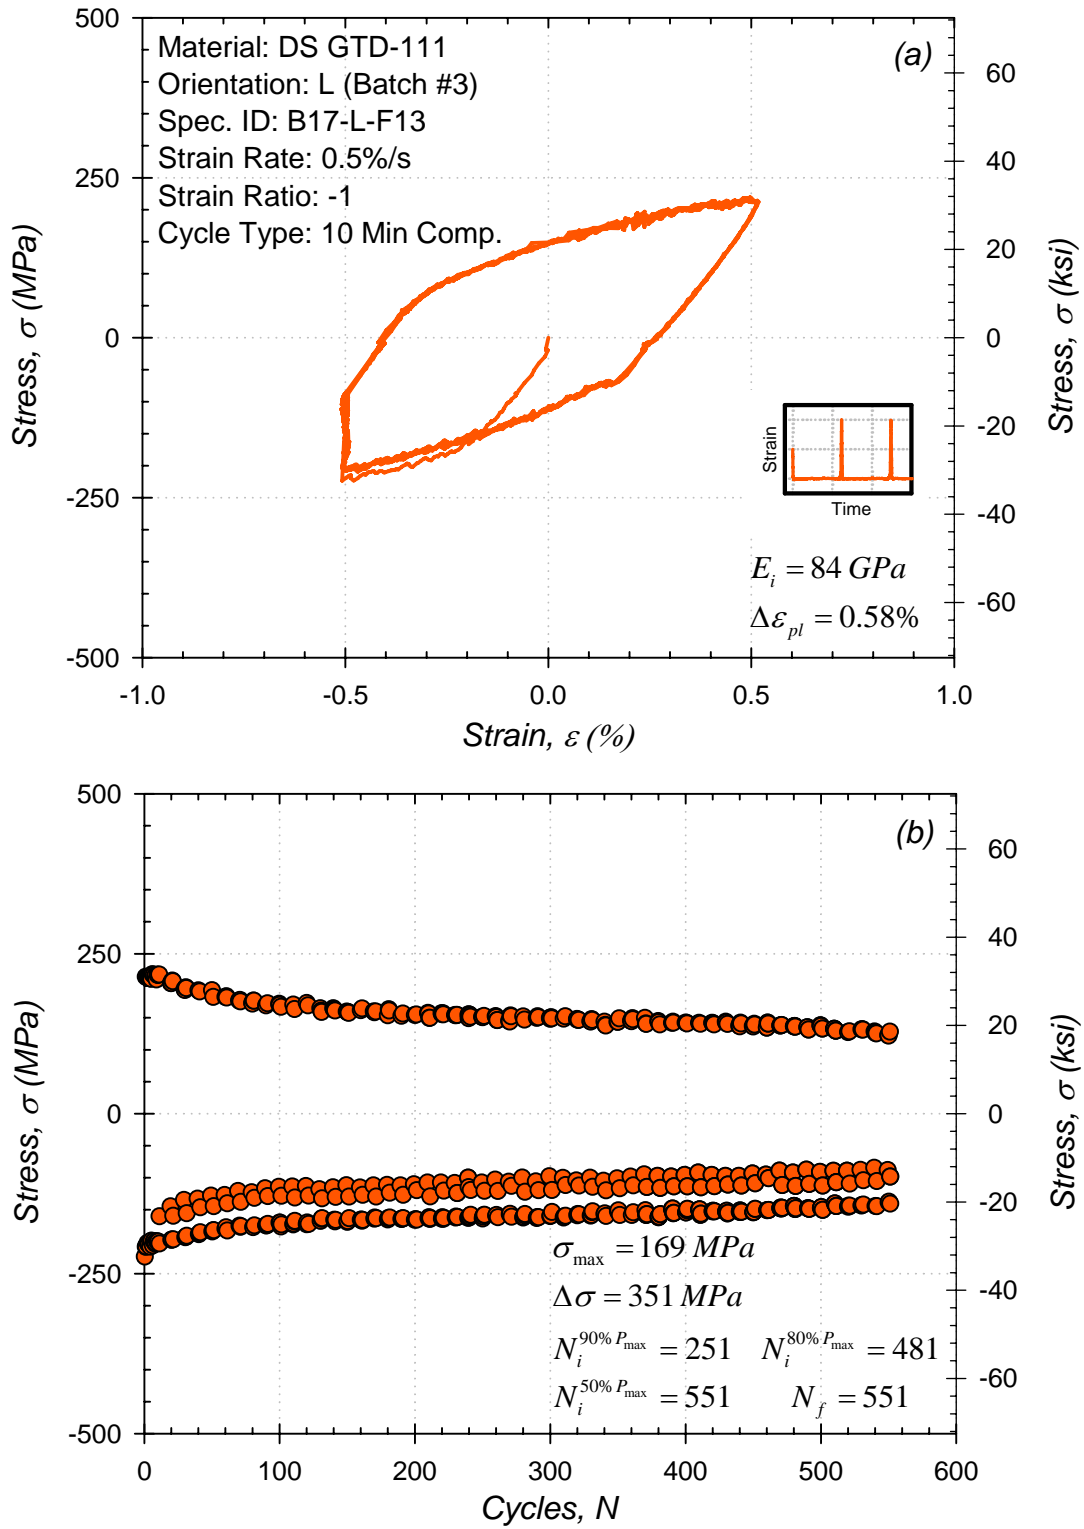 500
Material: DS GTD-111
(a)
60
Orientation: L (Batch #3)
Spec. ID: B17-L-F13
40
Strain Rate: 0.5%/s
250
Strain Ratio: -1
Cycle Type: 10 Min Comp.
20
Stress, σ (MPa)
0
0
Stress, σ (ksi)
-20
Strain
-250
Time
-40
E_i = 84 GPa
-60
Δε_pl = 0.58%
-500
-1.0 -0.5 0.0 0.5 1.0
Strain, ε (%)
500
(b)
60
40
250
20
Stress, σ (MPa)
0
0
Stress, σ (ksi)
-20
σ_max = 169 MPa
-250
-40
Δσ = 351 MPa
N_i^90% P_max = 251 N_i^80% P_max = 481
-60
N_i^50% P_max = 551 N_f = 551
-500
0 100 200 300 400 500 600
Cycles, N